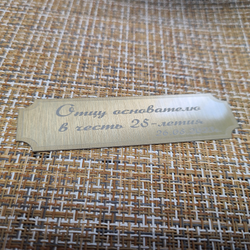 Отцу основателю
в честь 25-летия